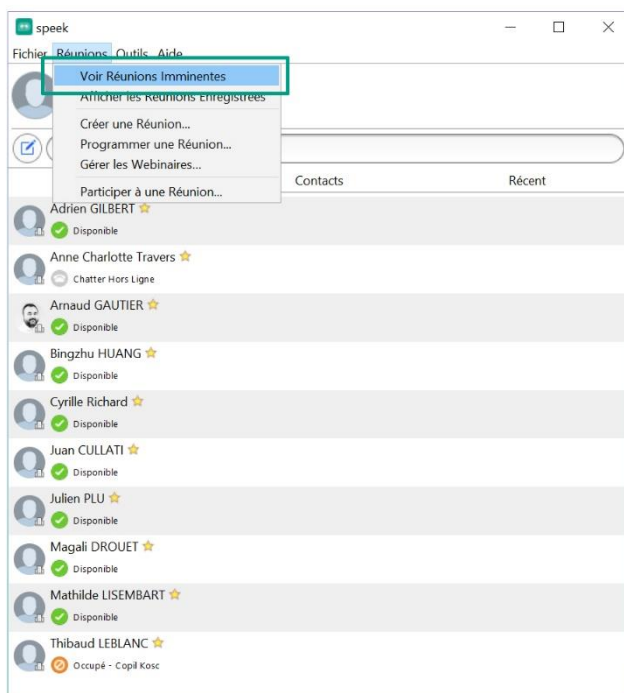 speek
Fichier Réunions Outils Aide
Voir Réunions Imminentes
Afficher les Réunions Enregistrées
Créer une Réunion...
Programmer une Réunion...
Gérer les Webinaires...
Participer à une Réunion...
Contacts Récent
Adrien GILBERT
Disponible
Anne Charlotte Travers
Chatter Hors Ligne
Arnaud GAUTIER
Disponible
Bingzhu HUANG
Disponible
Cyrille Richard
Disponible
Juan CULLATI
Disponible
Julien PLU
Disponible
Magali DROUET
Disponible
Mathilde LISEMBART
Disponible
Thibaud LEBLANC
Occupé - Copil Kosc